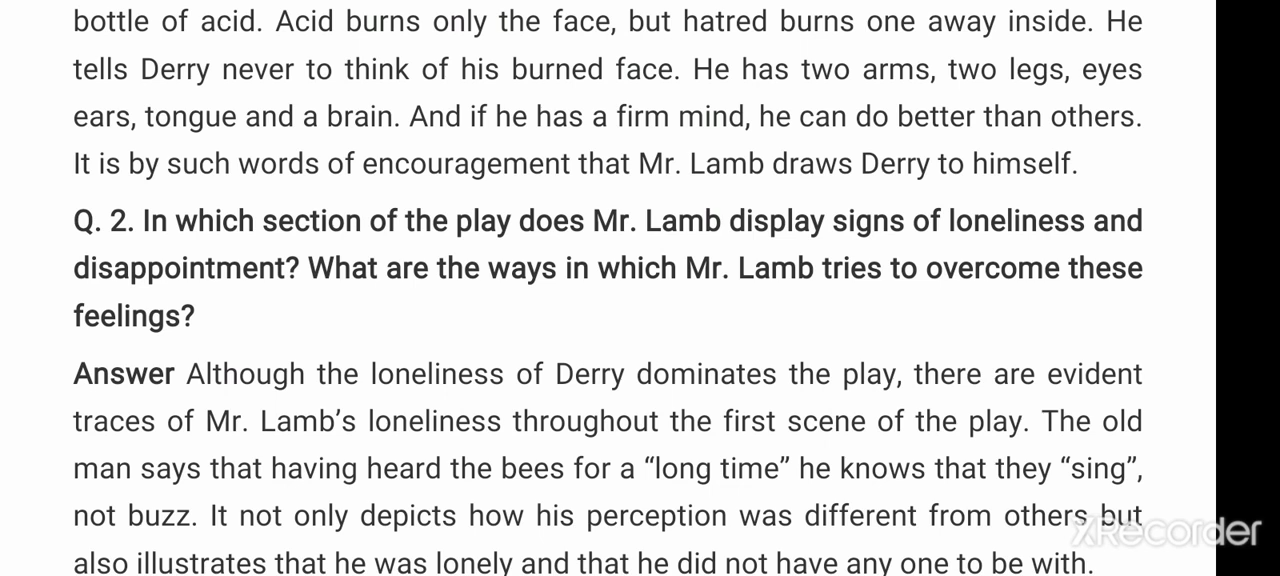 bottle of acid. Acid burns only the face, but hatred burns one away inside. He
tells Derry never to think of his burned face. He has two arms, two legs, eyes
ears, tongue and a brain. And if he has a firm mind, he can do better than others.
It is by such words of encouragement that Mr. Lamb draws Derry to himself.
Q. 2. In which section of the play does Mr. Lamb display signs of loneliness and
disappointment? What are the ways in which Mr. Lamb tries to overcome these
feelings?
Answer Although the loneliness of Derry dominates the play, there are evident
traces of Mr. Lamb’s loneliness throughout the first scene of the play. The old
man says that having heard the bees for a “long time” he knows that they “sing”,
not buzz. It not only depicts how his perception was different from others but
XRecorder
also illustrates that he was lonely and that he did not have any one to be with.